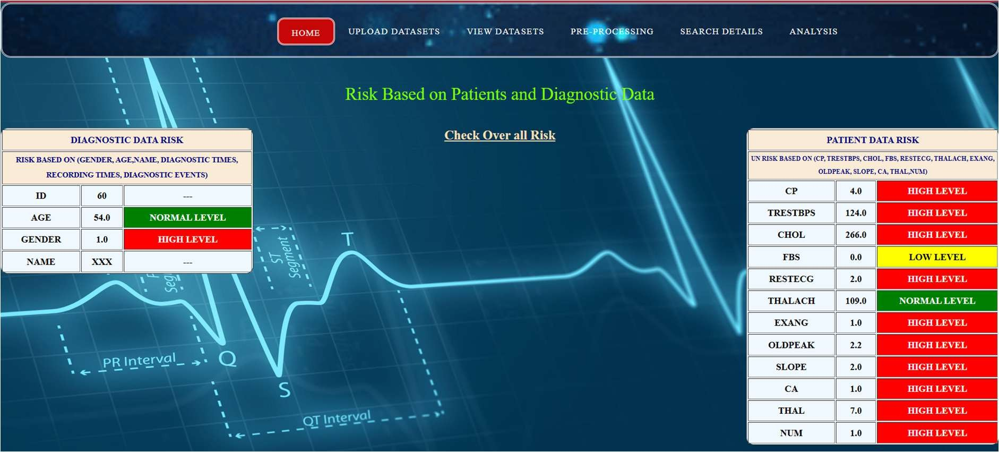 HOME UPLOAD DATASETS VIEW DATASETS PRE-PROCESSING SEARCH DETAILS ANALYSIS
Risk Based on Patients and Diagnostic Data
Check Over all Risk
DIAGNOSTIC DATA RISK
RISK BASED ON (GENDER, AGE,NAME, DIAGNOSTIC TIMES,
RECORDING TIMES, DIAGNOSTIC EVENTS)
ID 60 ---
AGE 54.0 NORMAL LEVEL
GENDER 1.0 HIGH LEVEL
NAME XXX ---
PATIENT DATA RISK
UN RISK BASED ON (CP, TRESTBPS, CHOL, FBS, RESTECG, THALACH, EXANG,
OLDPEAK, SLOPE, CA, THAL,NUM)
CP 4.0 HIGH LEVEL
TRESTBPS 124.0 HIGH LEVEL
CHOL 266.0 HIGH LEVEL
FBS 0.0 LOW LEVEL
RESTECG 2.0 HIGH LEVEL
THALACH 109.0 NORMAL LEVEL
EXANG 1.0 HIGH LEVEL
OLDPEAK 2.2 HIGH LEVEL
SLOPE 2.0 HIGH LEVEL
CA 1.0 HIGH LEVEL
THAL 7.0 HIGH LEVEL
NUM 1.0 HIGH LEVEL
T
ST
Segment
PR Interval
Q
S
QT Interval